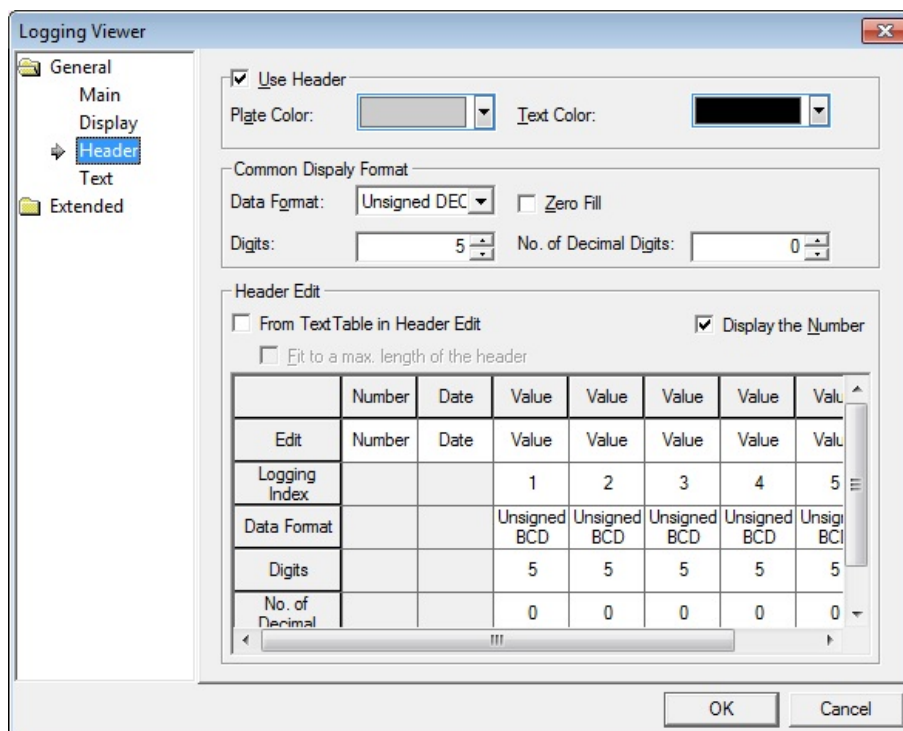 Logging Viewer
General
Main
Display
Header
Text
Extended
Use Header
Plate Color: Text Color:
Common Dispaly Format
Data Format: Unsigned DEC Zero Fill
Digits: 5 No. of Decimal Digits: 0
Header Edit
From TextTable in Header Edit Display the Number
Fit to a max. length of the header
Number Date Value Value Value Value Valu
Edit Number Date Value Value Value Value Valu
Logging Index 1 2 3 4 5
Data Format Unsigned BCD Unsigned BCD Unsigned BCD Unsigned BCD Unsig BC
Digits 5 5 5 5 5
No. of Decimal 0 0 0 0 0
OK Cancel